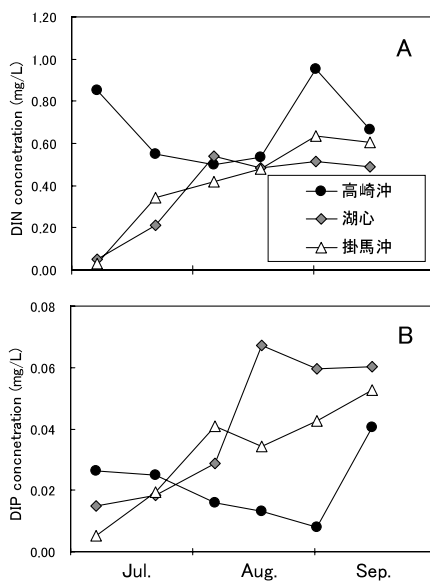 1.20
1.00
0.80
0.60
0.40
0.20
0.00
DIN concnetration (mg/L)
A
高崎沖
湖心
掛馬沖
0.08
0.06
0.04
0.02
0.00
DIP concnetration (mg/L)
B
Jul.
Aug.
Sep.